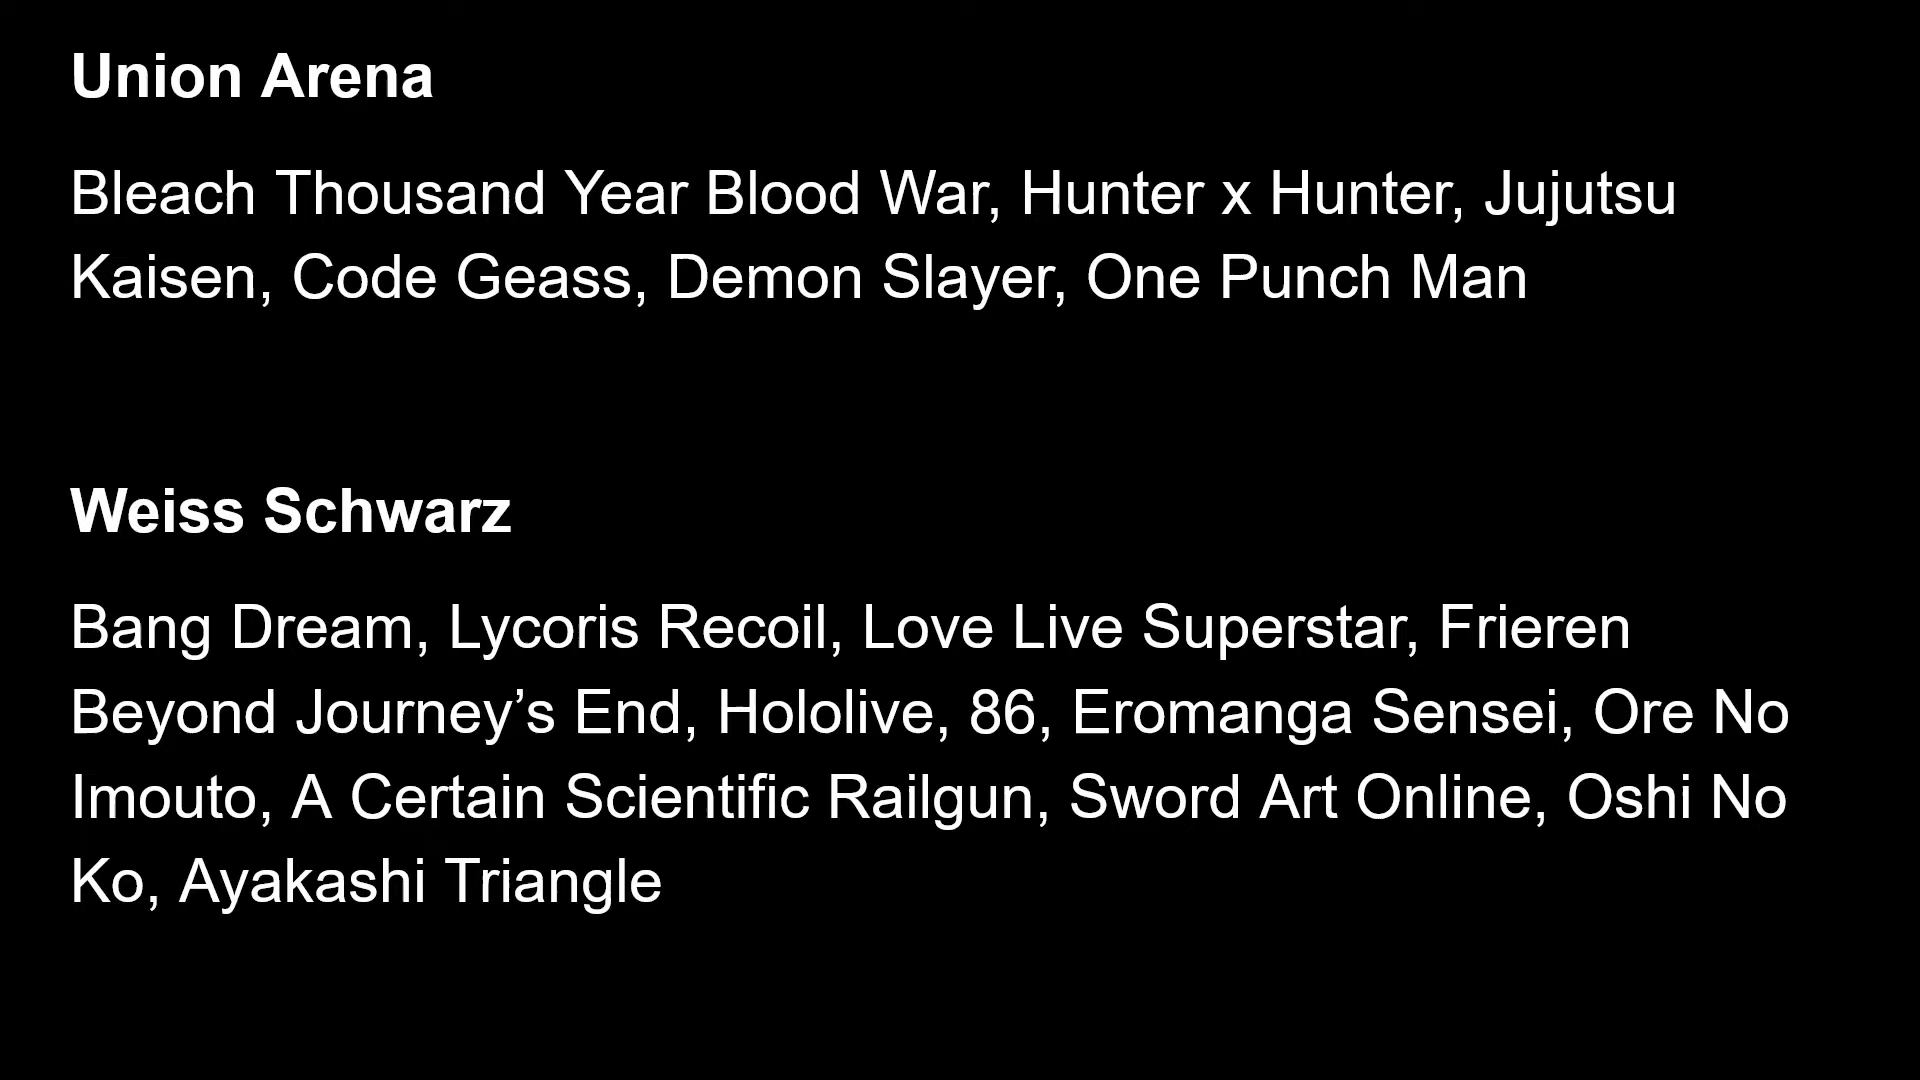 Union Arena
Bleach Thousand Year Blood War, Hunter x Hunter, Jujutsu
Kaisen, Code Geass, Demon Slayer, One Punch Man
Weiss Schwarz
Bang Dream, Lycoris Recoil, Love Live Superstar, Frieren
Beyond Journey’s End, Hololive, 86, Eromanga Sensei, Ore No
Imouto, A Certain Scientific Railgun, Sword Art Online, Oshi No
Ko, Ayakashi Triangle